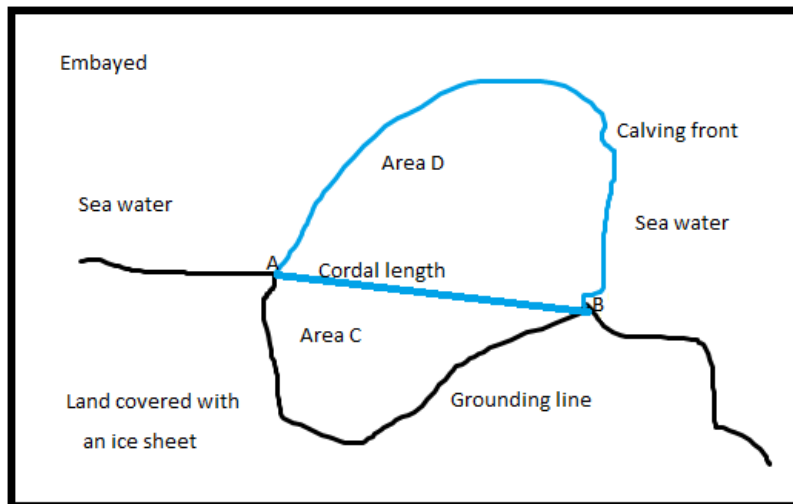 Embayed
Calving front
Area D
Sea water
Sea water
A
Cordal length
B
Area C
Land covered with
an ice sheet
Grounding line